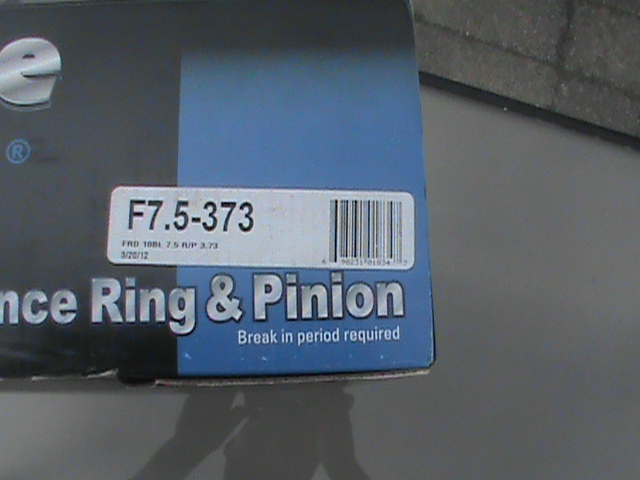 e
®
F7.5-373
FRD 10BL 7.5 R/P 3.73
3/20/12
nce Ring & Pinion
Break in period required